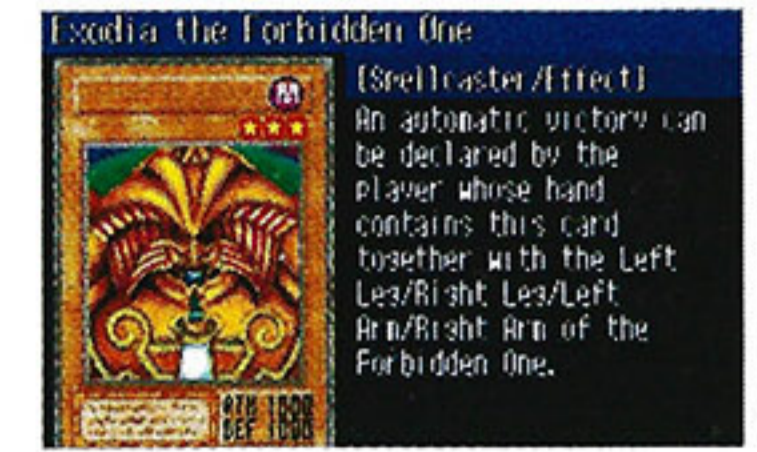 Exodia the Forbidden One
[Spellcaster/Effect]
An automatic victory can
be declared by the
player whose hand
contains this card
together with the Left
Leg/Right Leg/Left
Arm/Right Arm of the
Forbidden One.
ATK 1000
DEF 1000